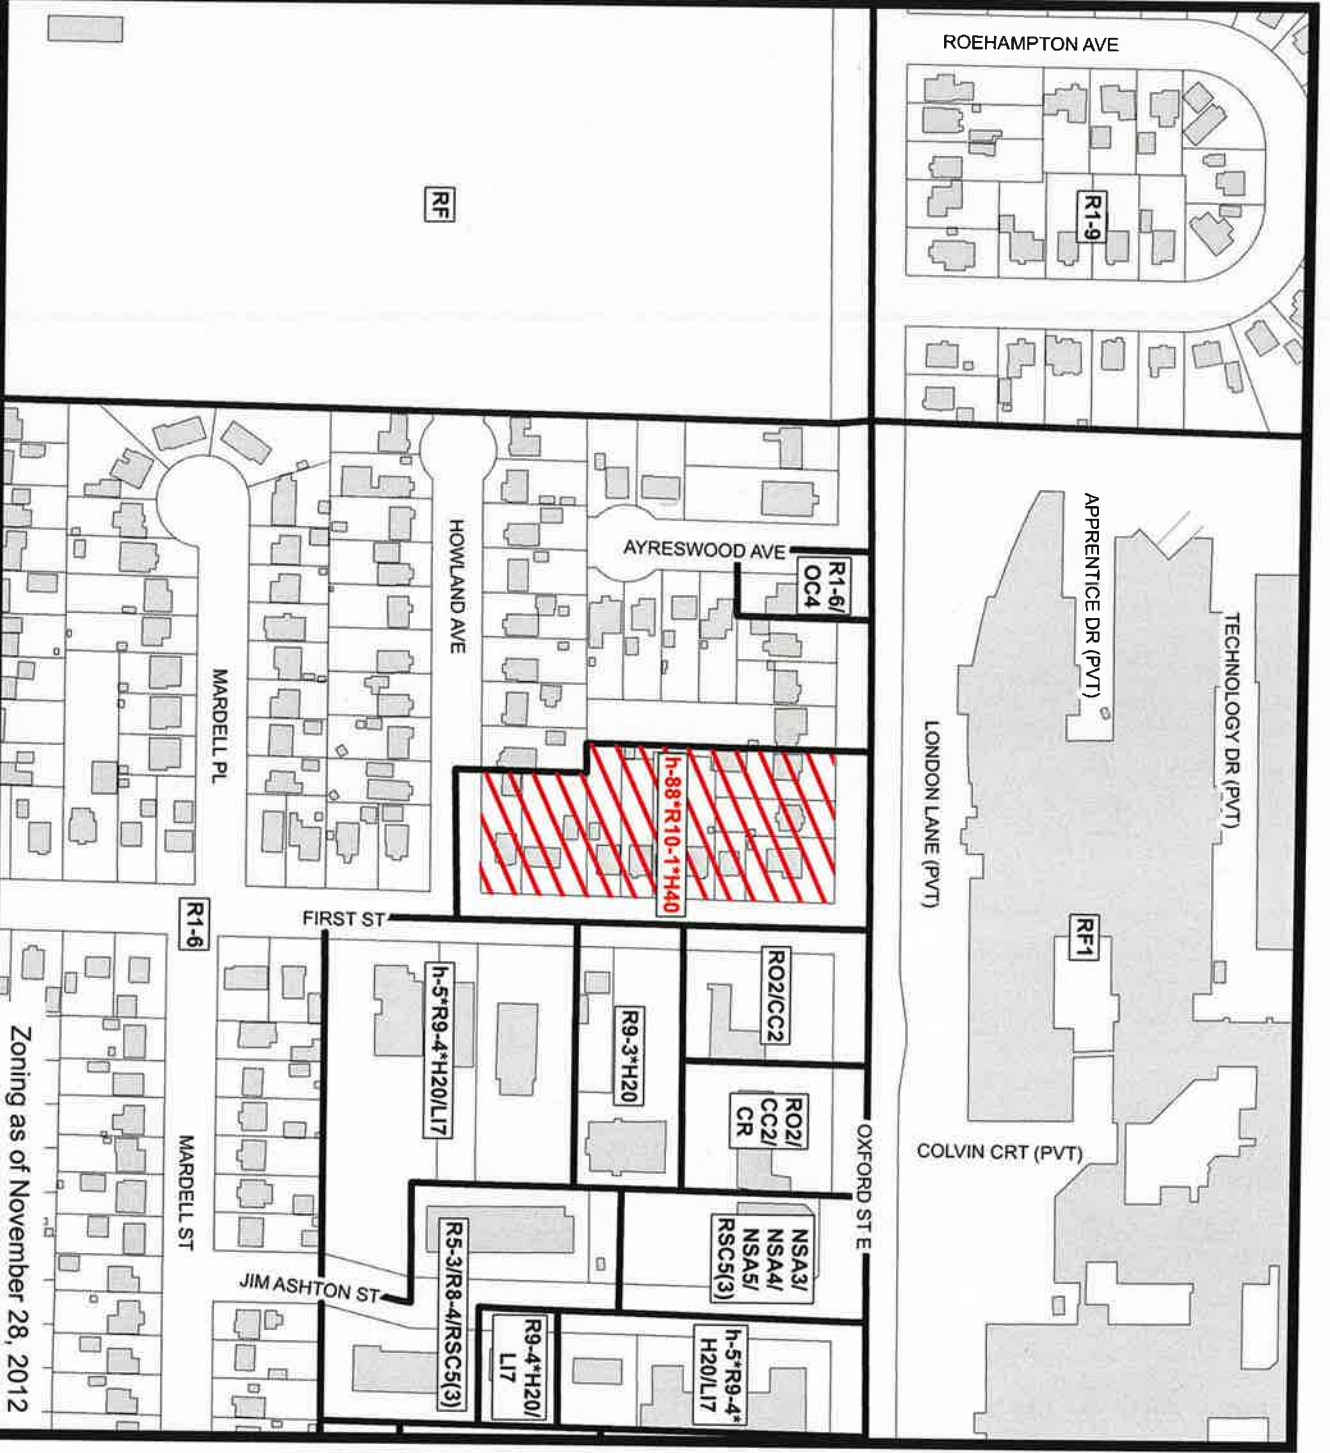 ROEHAMPTON AVE
R1-9
RF
APPRENTICE DR (PVT)
TECHNOLOGY DR (PVT)
HOWLAND AVE
AYRESWOOD AVE
R1-6/
OC4
MARDELL PL
LONDON LANE (PVT)
h-88*R10-1*H40
RF1
FIRST ST
R1-6
RO2/CC2
h-5*R9-4*H20/LI7
R9-3*H20
RO2/
CC2/
CR
COLVIN CRT (PVT)
OXFORD ST E
MARDELL ST
NSA3/
NSA4/
NSA5/
RSC5(3)
JIM ASHTON ST
R5-3/R8-4/RSC5(3)
R9-4*H20/
LI7
h-5*R9-4*
H20/LI7
Zoning as of November 28, 2012